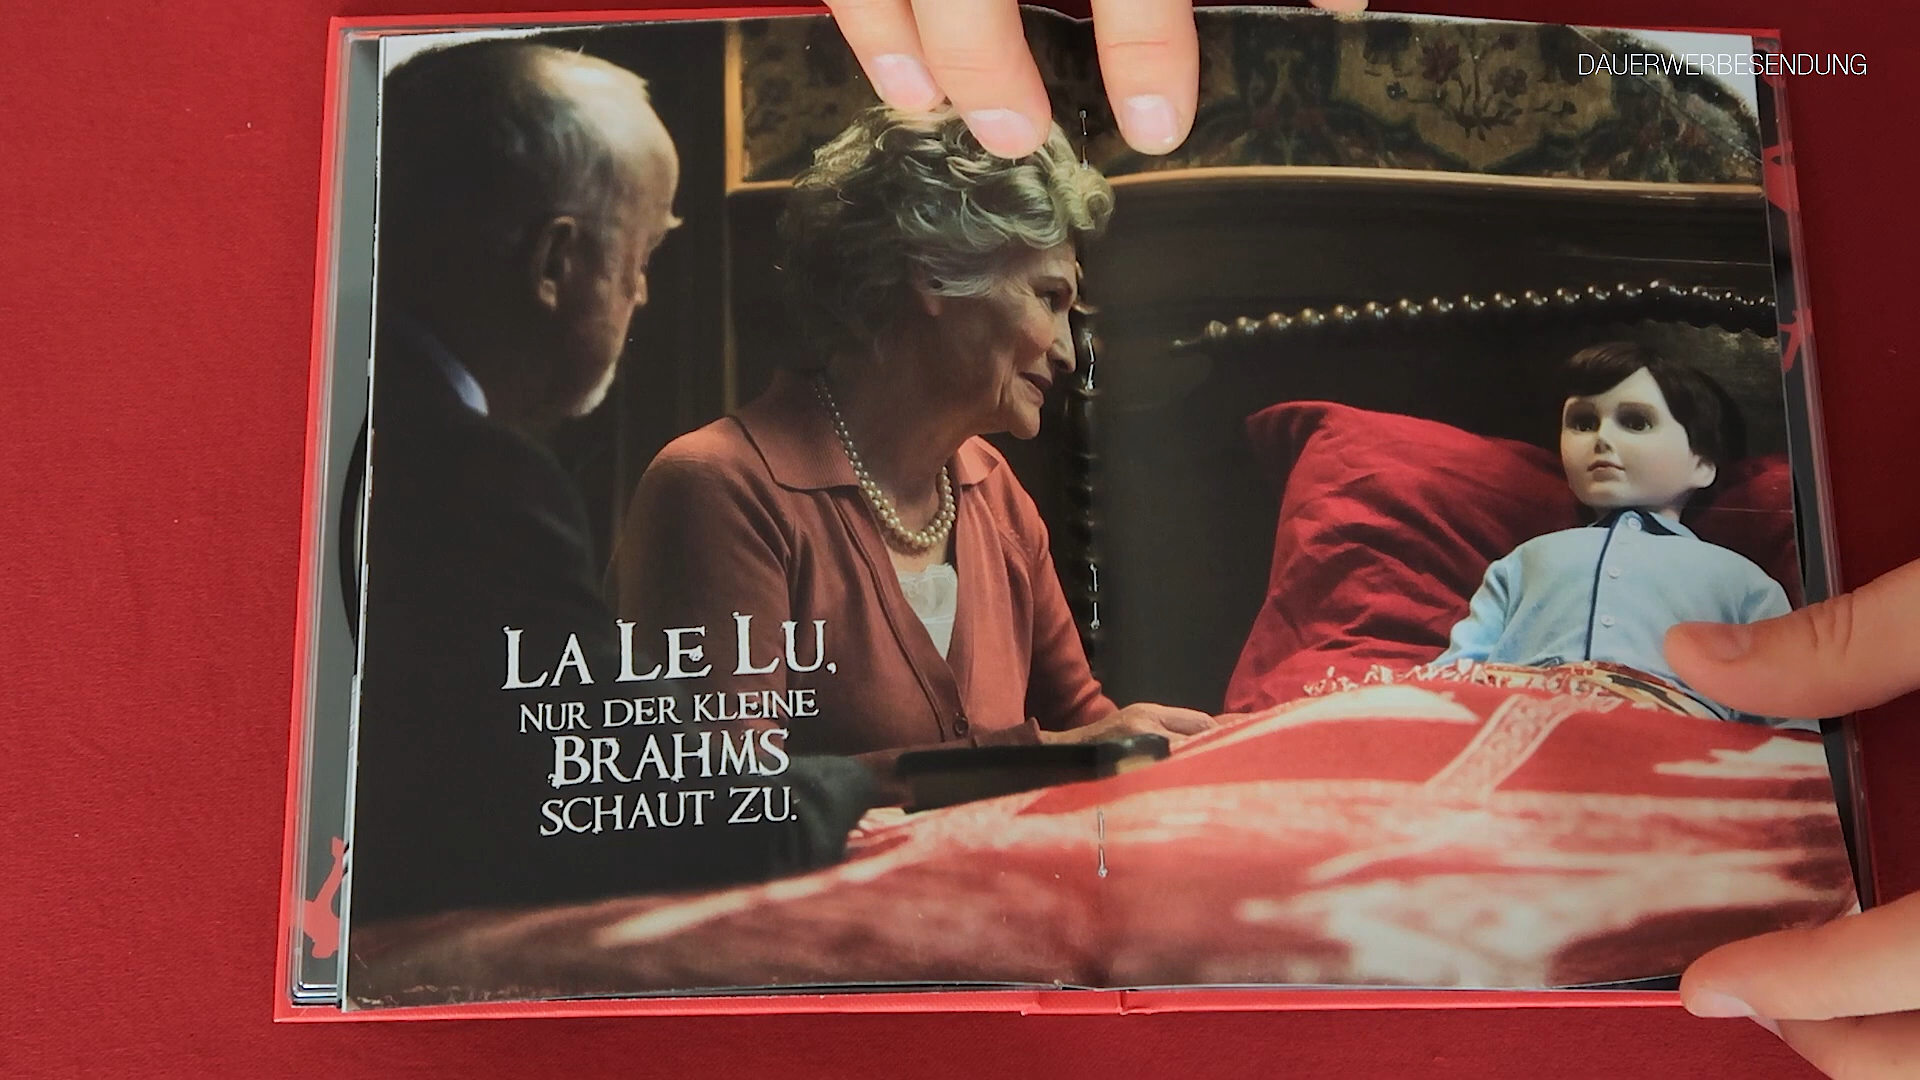 DAUERWERBESENDUNG
LA LE LU,
NUR DER KLEINE
BRAHMS
SCHAUT ZU.